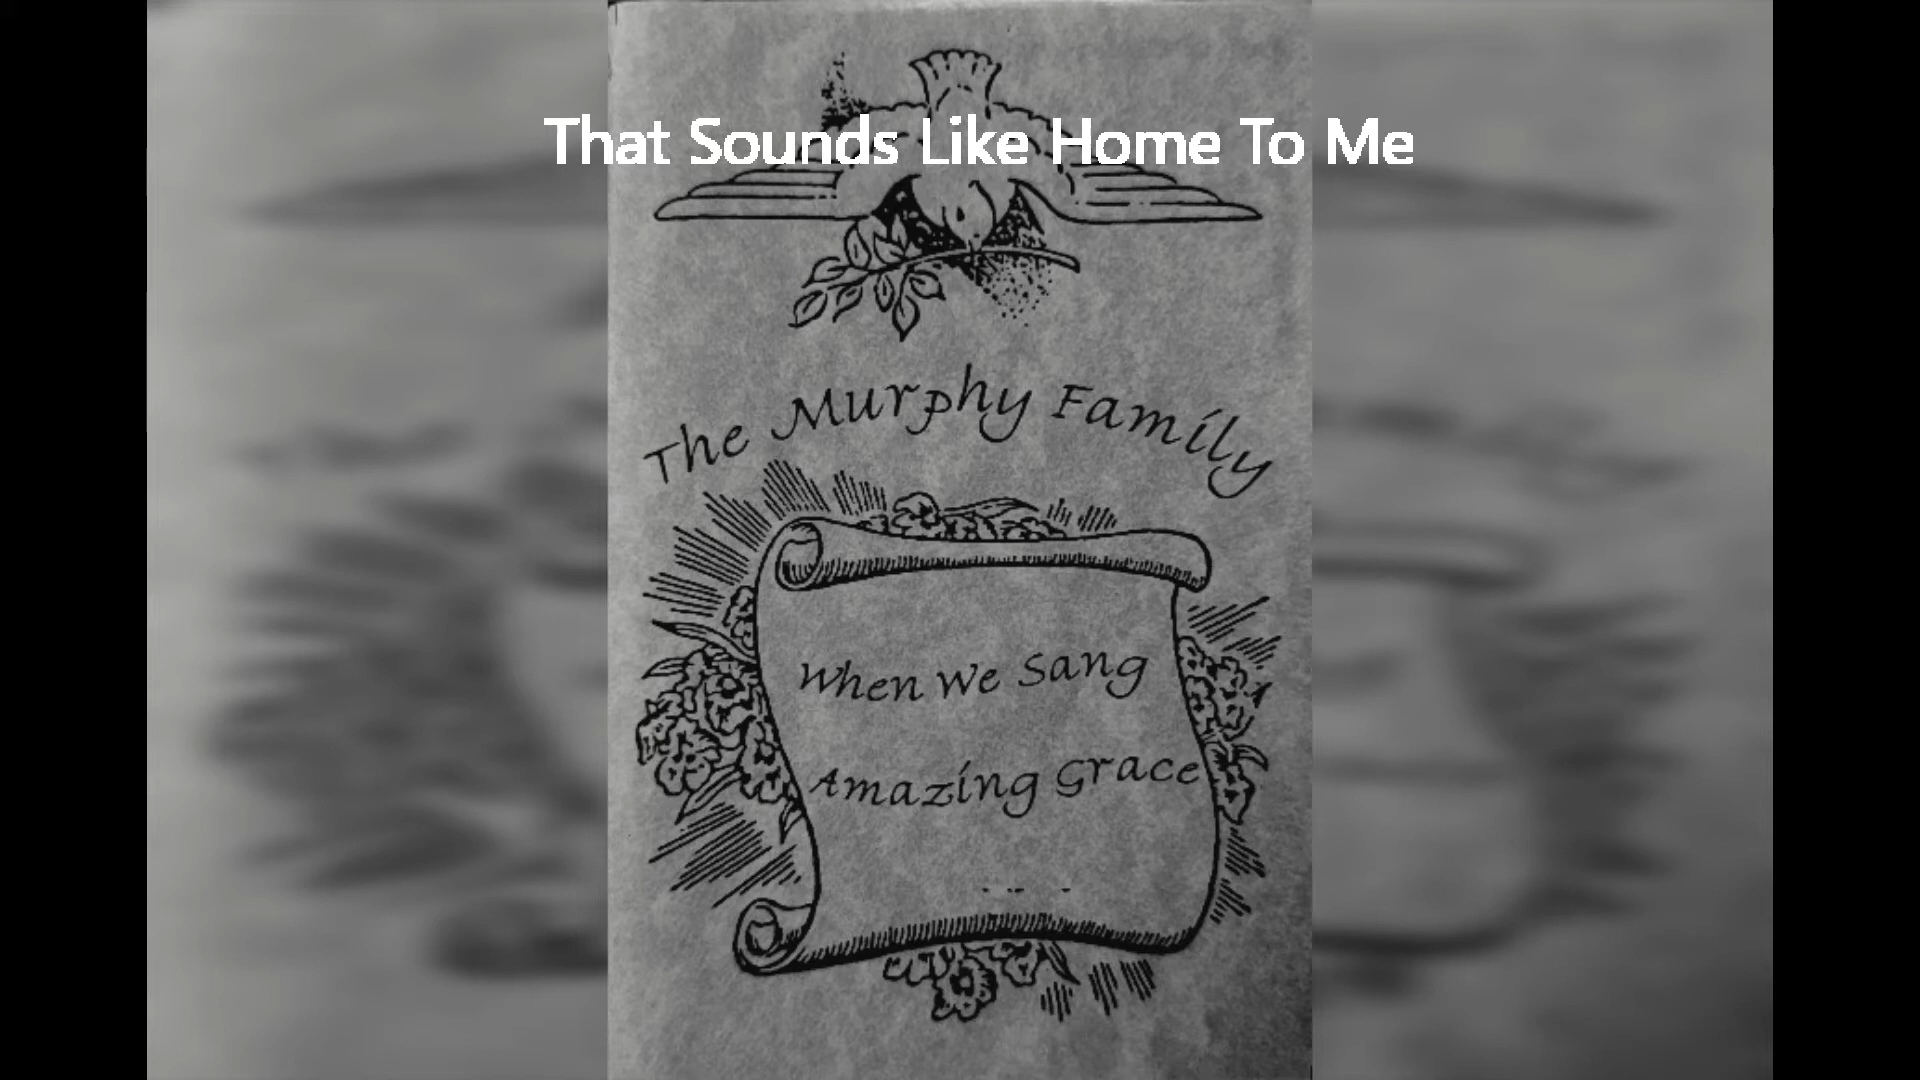 That Sounds Like Home To Me
The Murphy Family
When We Sang
Amazing Grace